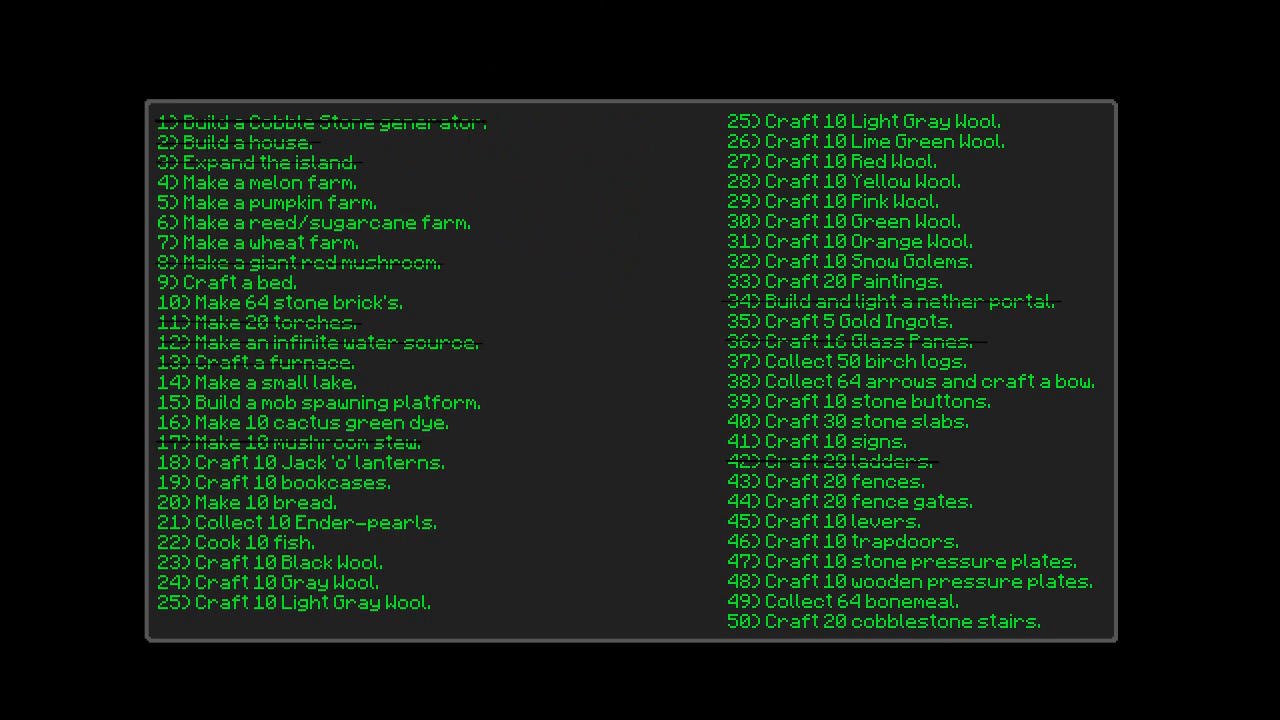 1) Build a Cobble Stone generator.
2) Build a house.
3) Expand the island.
4) Make a melon farm.
5) Make a pumpkin farm.
6) Make a reed/sugarcane farm.
7) Make a wheat farm.
8) Make a giant red mushroom.
9) Craft a bed.
10) Make 64 stone brick's.
11) Make 20 torches.
12) Make an infinite water source.
13) Craft a furnace.
14) Make a small lake.
15) Build a mob spawning platform.
16) Make 10 cactus green dye.
17) Make 10 mushroom stew.
18) Craft 10 Jack 'o' lanterns.
19) Craft 10 bookcases.
20) Make 10 bread.
21) Collect 10 Ender-pearls.
22) Cook 10 fish.
23) Craft 10 Black Wool.
24) Craft 10 Gray Wool.
25) Craft 10 Light Gray Wool.
25) Craft 10 Light Gray Wool.
26) Craft 10 Lime Green Wool.
27) Craft 10 Red Wool.
28) Craft 10 Yellow Wool.
29) Craft 10 Pink Wool.
30) Craft 10 Green Wool.
31) Craft 10 Orange Wool.
32) Craft 10 Snow Golems.
33) Craft 20 Paintings.
34) Build and light a nether portal.
35) Craft 5 Gold Ingots.
36) Craft 16 Glass Panes.
37) Collect 50 birch logs.
38) Collect 64 arrows and craft a bow.
39) Craft 10 stone buttons.
40) Craft 30 stone slabs.
41) Craft 10 signs.
42) Craft 20 ladders.
43) Craft 20 fences.
44) Craft 20 fence gates.
45) Craft 10 levers.
46) Craft 10 trapdoors.
47) Craft 10 stone pressure plates.
48) Craft 10 wooden pressure plates.
49) Collect 64 bonemeal.
50) Craft 20 cobblestone stairs.